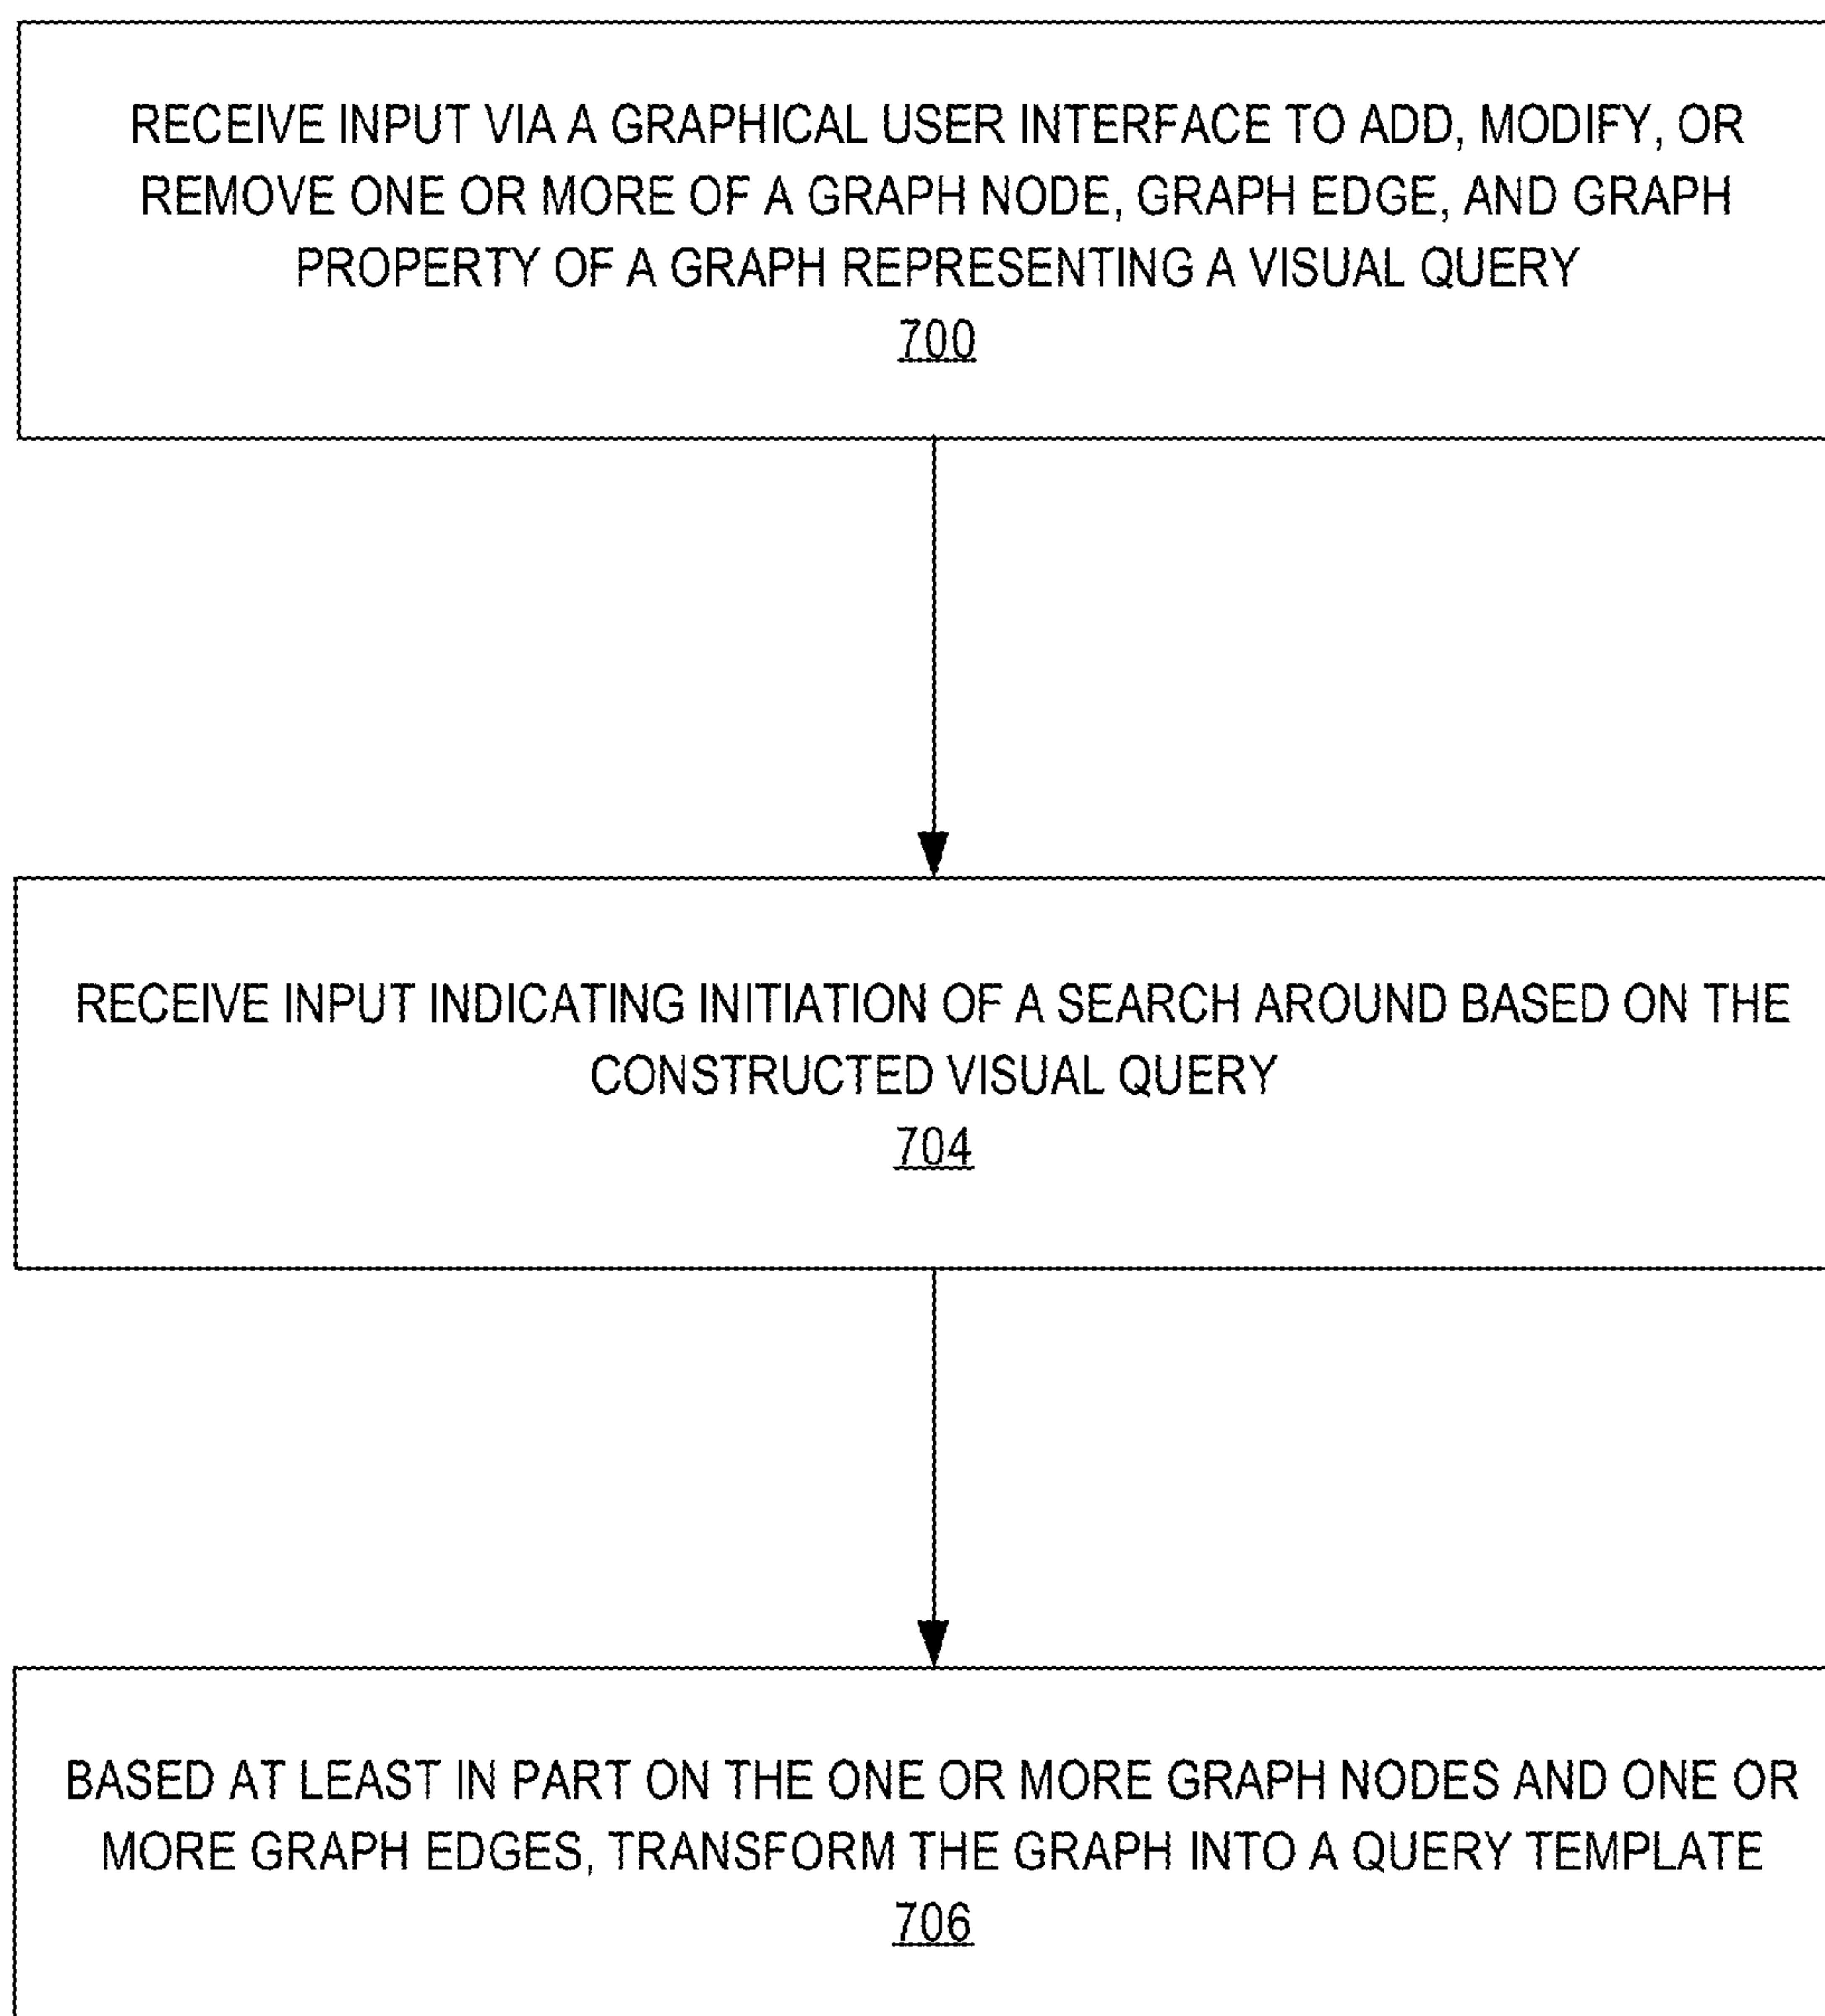 RECEIVE INPUT VIA A GRAPHICAL USER INTERFACE TO ADD, MODIFY, OR
REMOVE ONE OR MORE OF A GRAPH NODE, GRAPH EDGE, AND GRAPH
PROPERTY OF A GRAPH REPRESENTING A VISUAL QUERY
700
RECEIVE INPUT INDICATING INITIATION OF A SEARCH AROUND BASED ON THE
CONSTRUCTED VISUAL QUERY
704
BASED AT LEAST IN PART ON THE ONE OR MORE GRAPH NODES AND ONE OR
MORE GRAPH EDGES, TRANSFORM THE GRAPH INTO A QUERY TEMPLATE
706